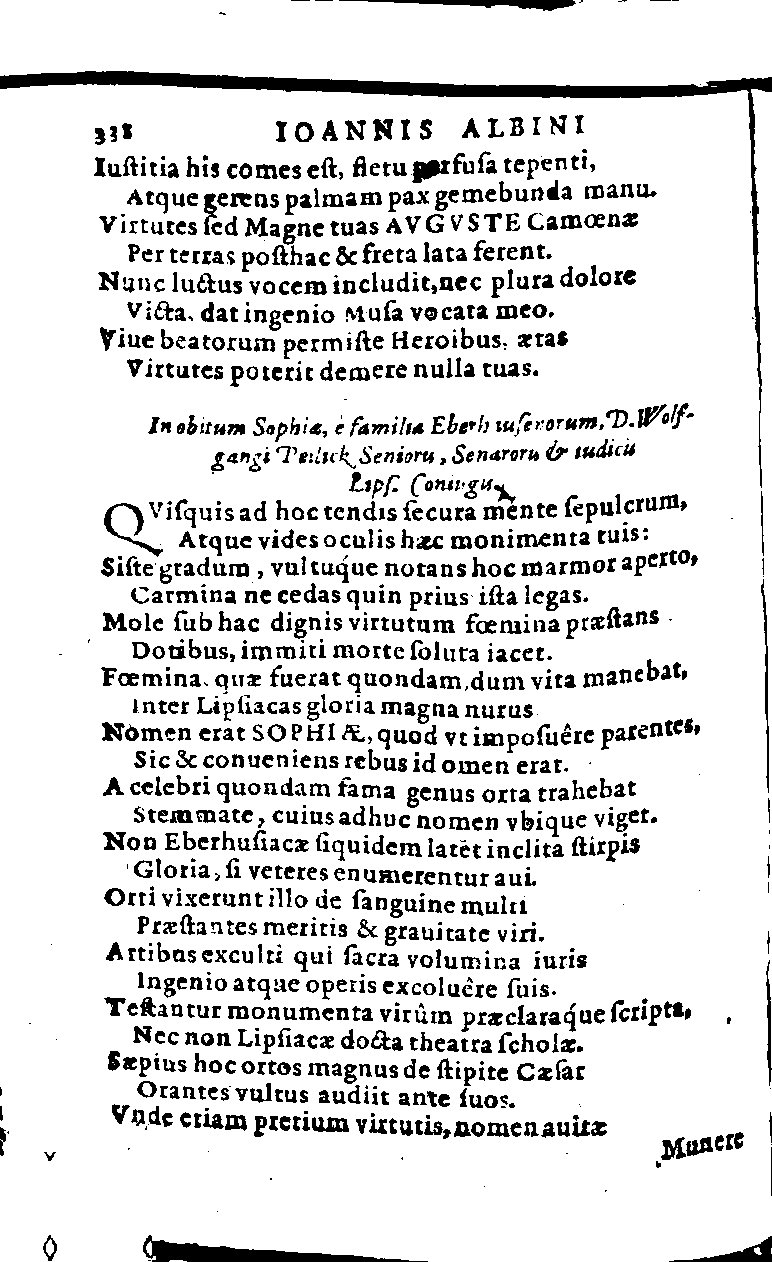 338 IOANNIS ALBINI
Iuſtitia his comes eſt, fletu perfuſa tepenti,
Atque gerens palmam pax gemebunda manu.
Virtutes ſed Magne tuas AVGVSTE Camœnæ
Per terras poſthac & freta lata ferent.
Nunc luctus vocem includit, nec plura dolore
Victa, dat ingenio Muſa vocata meo.
Viue beatorum permiſte Heroibus, ætas
Virtutes poterit demere nulla tuas.
In obitum Sophiæ, è familia Eberhuſerorum, D. Wolf-
gangi Senioris, Senatoris & iudicis
Lipſ. Coniugis
QViſquis ad hoc tendis ſecura mente ſepulcrum,
Atque vides oculis hæc monimenta tuis:
Siſte gradum, vultuq́ue notans hoc marmor aperto,
Carmina ne cedas quin prius iſta legas.
Mole ſub hac dignis virtutum fœmina præſtans
Dotibus, immiti morte ſoluta iacet.
Fœmina, quæ fuerat quondam, dum vita manebat,
Inter Lipſiacas gloria magna nurus
Nomen erat SOPHIÆ, quod vt impoſuêre parentes,
Sic & conueniens rebus id omen erat.
A celebri quondam fama genus orta trahebat
Stemmate, cuius adhuc nomen vbique viget.
Non Eberhuſiacæ ſiquidem latet inclita ſtirpis
Gloria, ſi veteres enumerentur aui.
Orti vixerunt illo de ſanguine multi
Præſtantes meritis & grauitate viri.
Artibus exculti qui ſacra volumina iuris
Ingenio atque operis excoluêre ſuis.
Teſtantur monumenta virûm præclaraq́ue ſcripta,
Nec non Lipſiacæ docta theatra ſcholæ.
Sæpius hoc ortos magnus de ſtipite Cæſar
Orantes vultus audiit ante ſuos.
Vnde etiam pretium virtutis, nomen auitæ
Munere